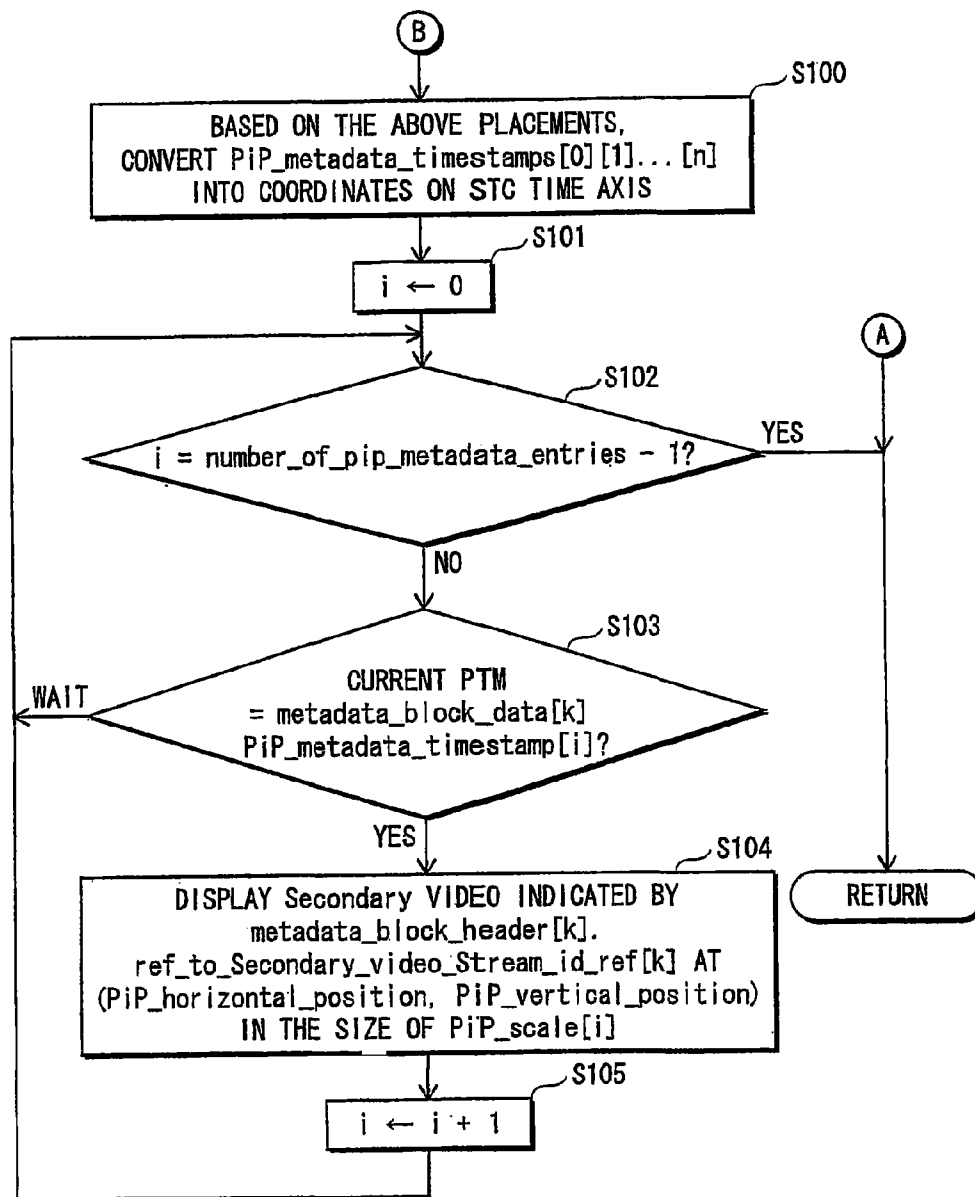 B
S100
BASED ON THE ABOVE PLACEMENTS,
CONVERT PiP_metadata_timestamps[0][1]...[n]
INTO COORDINATES ON STC TIME AXIS
S101
i ← 0
A
S102
i = number_of_pip_metadata_entries - 1?
YES
NO
S103
WAIT
CURRENT PTM
= metadata_block_data[k]
PiP_metadata_timestamp[i]?
YES
S104
DISPLAY Secondary VIDEO INDICATED BY
metadata_block_header[k].
ref_to_Secondary_video_Stream_id_ref[k] AT
(PiP_horizontal_position, PiP_vertical_position)
IN THE SIZE OF PiP_scale[i]
RETURN
S105
i ← i + 1